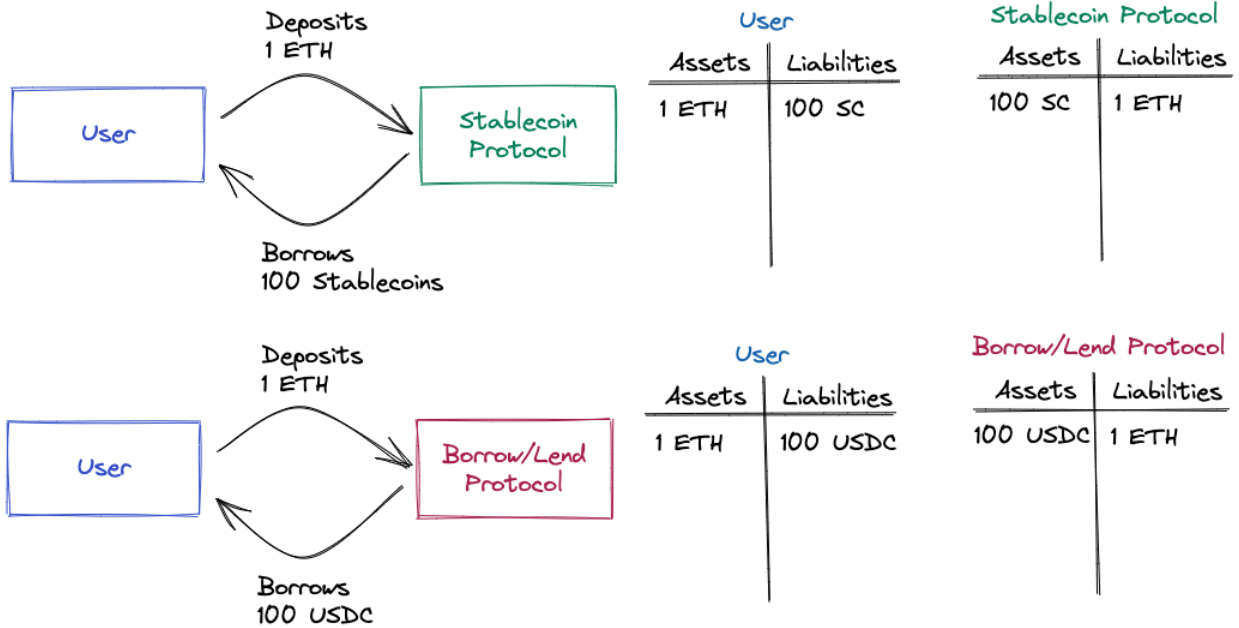 Deposits
1 ETH
User
Stablecoin
Protocol
Borrows
100 Stablecoins
User
Assets Liabilities
1 ETH 100 SC
Stablecoin Protocol
Assets Liabilities
100 SC 1 ETH
Deposits
1 ETH
User
Borrow/Lend
Protocol
Borrows
100 USDC
User
Assets Liabilities
1 ETH 100 USDC
Borrow/Lend Protocol
Assets Liabilities
100 USDC 1 ETH